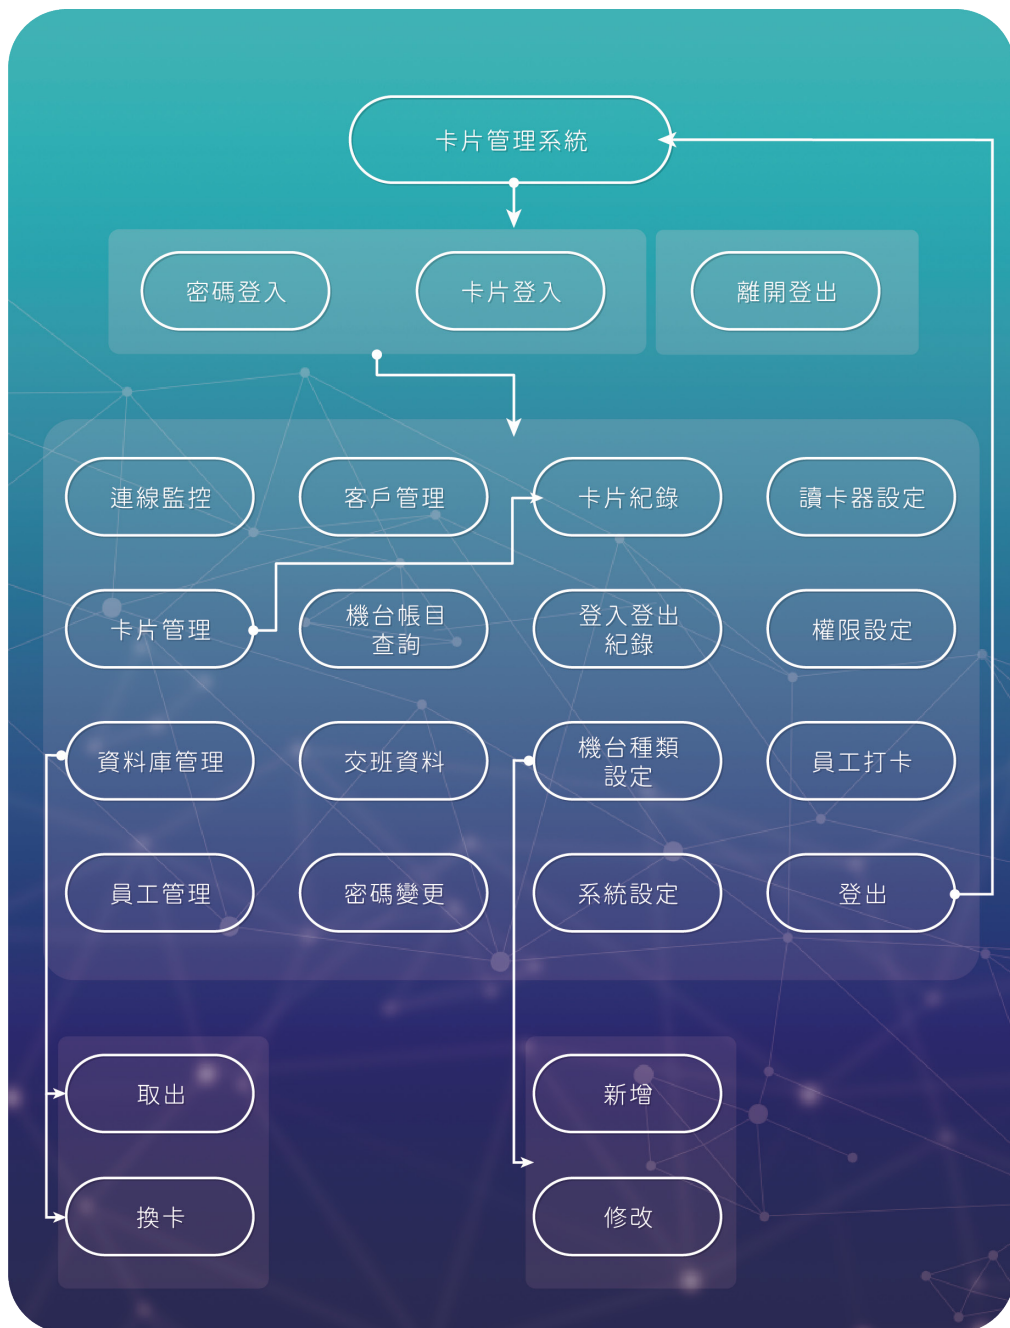 卡片管理系統
密碼登入
卡片登入
離開登出
連線監控
客戶管理
卡片紀錄
讀卡器設定
卡片管理
機台帳目
查詢
登入登出
紀錄
權限設定
資料庫管理
交班資料
機台種類
設定
員工打卡
員工管理
密碼變更
系統設定
登出
取出
新增
換卡
修改